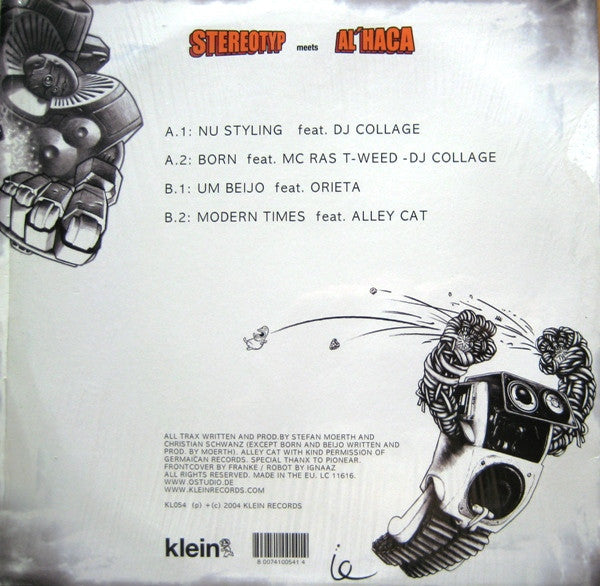 STEREOTYP meets AL'HACA
A.1: NU STYLING feat. DJ COLLAGE
A.2: BORN feat. MC RAS T-WEED -DJ COLLAGE
B.1: UM BEIJO feat. ORIETA
B.2: MODERN TIMES feat. ALLEY CAT
ALL TRAX WRITTEN AND PROD.BY STEFAN MOERTH AND
CHRISTIAN SCHWANZ (EXCEPT BORN AND BEIJO WRITTEN AND
PROD. BY MOERTH). ALLEY CAT WITH KIND PERMISSION OF
GERMAICAN RECORDS. SPECIAL THANX TO PIONEAR.
FRONTCOVER BY FRANKE / ROBOT BY IGNAAZ
ALL RIGHTS RESERVED. MADE IN THE EU. LC 11616.
WWW.OSTUDIO.DE
WWW.KLEINRECORDS.COM
KL054 (p) +(c) 2004 KLEIN RECORDS
klein
8 00741005414